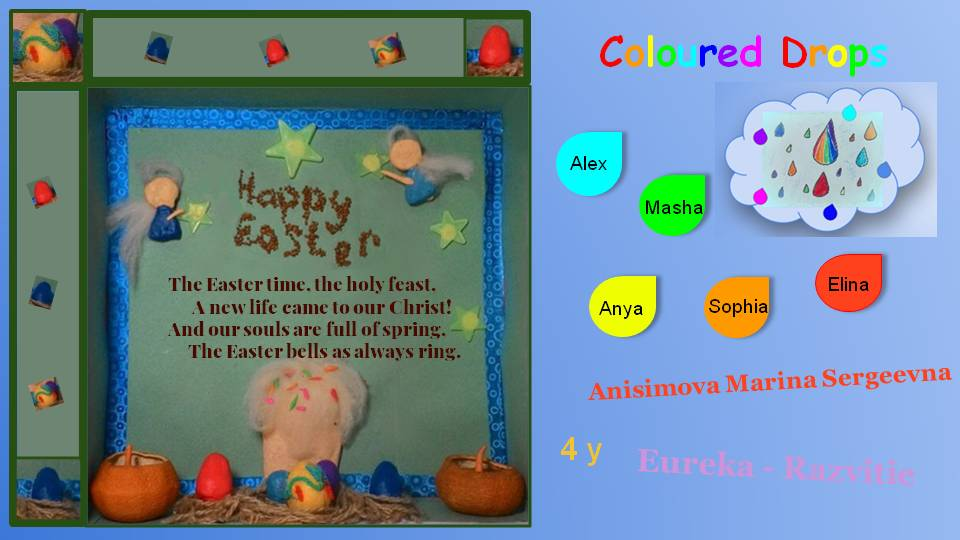 Happy
Easter
The Easter time, the holy feast,
A new life came to our Christ!
And our souls are full of spring,
The Easter bells as always ring.
Coloured Drops
Alex
Masha
Anya
Sophia
Elina
Anisimova Marina Sergeevna
4 y
Eureka - Razvitie